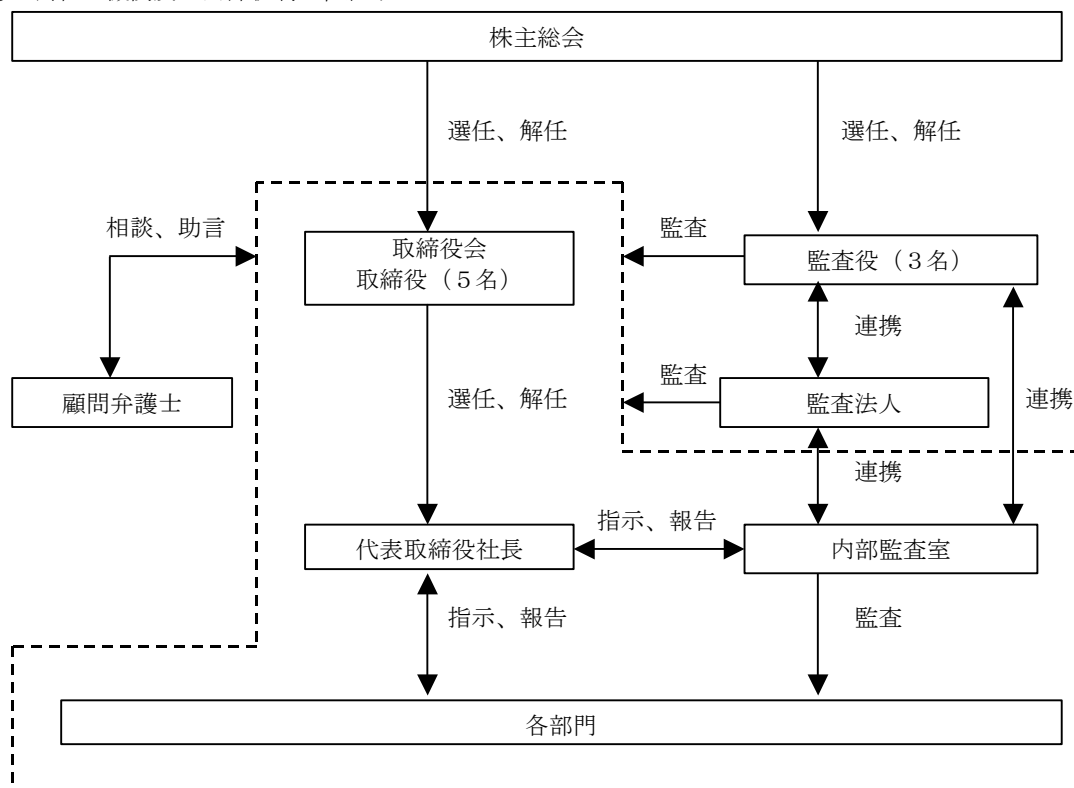 株主総会
選任、解任
選任、解任
相談、助言
監査
取締役会
取締役（５名）
監査役（３名）
連携
監査
顧問弁護士
選任、解任
監査法人
連携
連携
指示、報告
代表取締役社長
内部監査室
指示、報告
監査
各部門